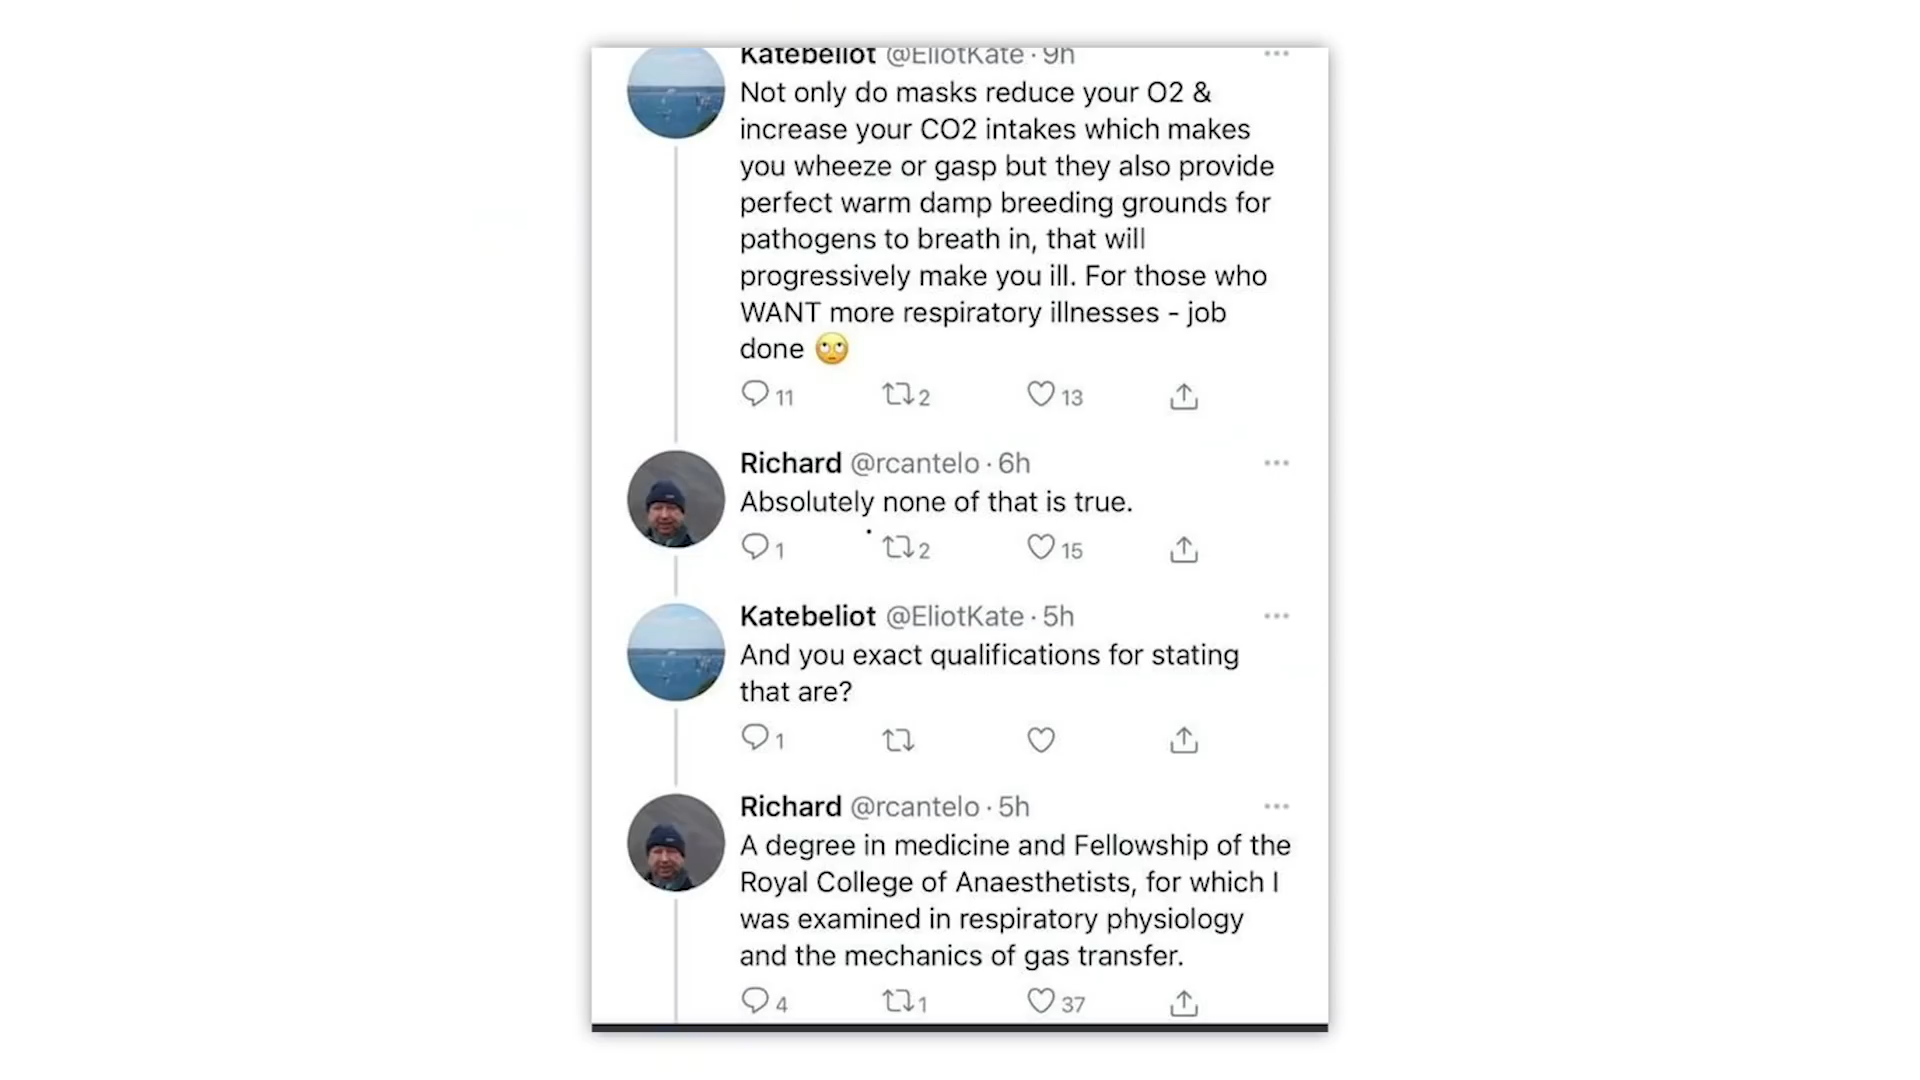 Katebeliot @EliotKate · 9h
Not only do masks reduce your O2 &
increase your CO2 intakes which makes
you wheeze or gasp but they also provide
perfect warm damp breeding grounds for
pathogens to breath in, that will
progressively make you ill. For those who
WANT more respiratory illnesses - job
done 🙄
11 2 13
Richard @rcantelo · 6h
Absolutely none of that is true.
1 2 15
Katebeliot @EliotKate · 5h
And you exact qualifications for stating
that are?
1
Richard @rcantelo · 5h
A degree in medicine and Fellowship of the
Royal College of Anaesthetists, for which I
was examined in respiratory physiology
and the mechanics of gas transfer.
4 1 37